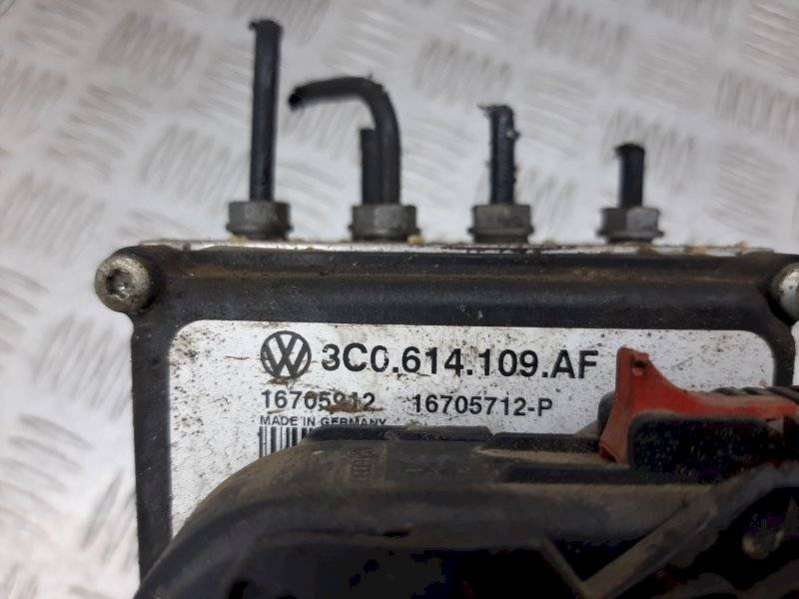 3C0.614.109.AF
16705912 16705712-P
MADE IN GERMANY